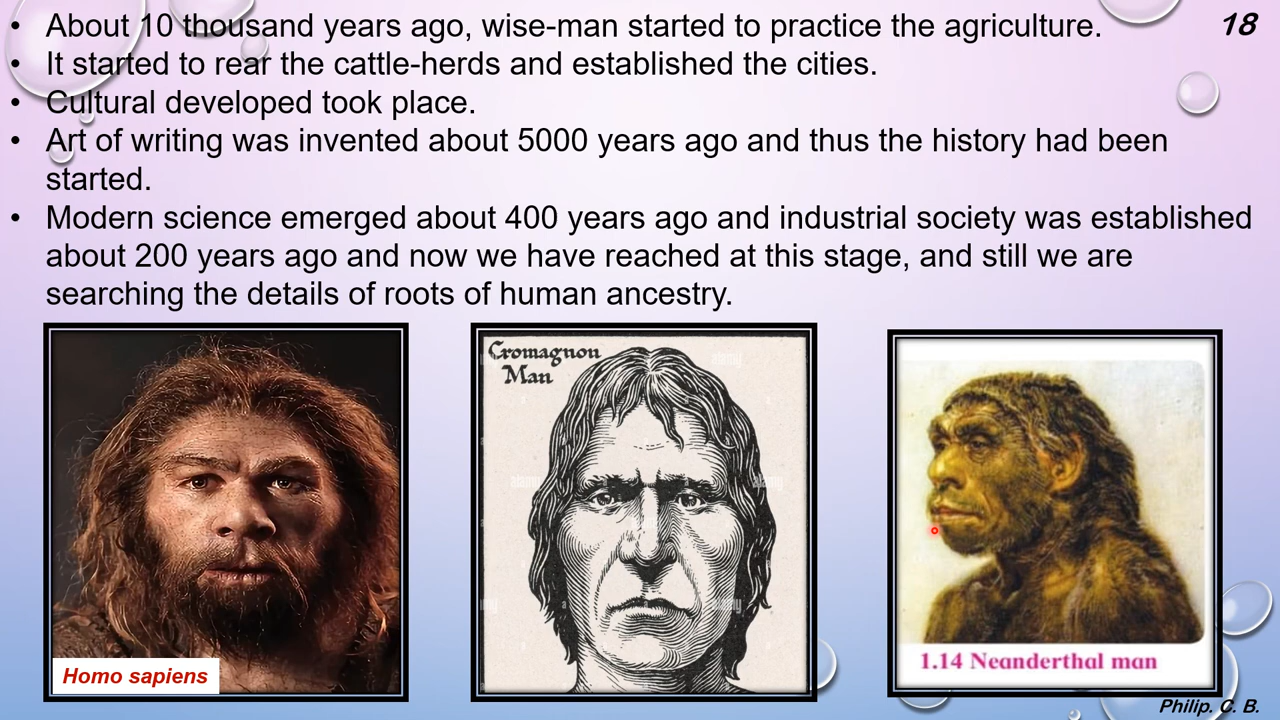 • About 10 thousand years ago, wise-man started to practice the agriculture.
18
• It started to rear the cattle-herds and established the cities.
• Cultural developed took place.
• Art of writing was invented about 5000 years ago and thus the history had been
started.
• Modern science emerged about 400 years ago and industrial society was established
about 200 years ago and now we have reached at this stage, and still we are
searching the details of roots of human ancestry.
Homo sapiens
Cromagnon
Man
alamy
alamy
alamy
alamy
1.14 Neanderthal man
Philip. C. B.